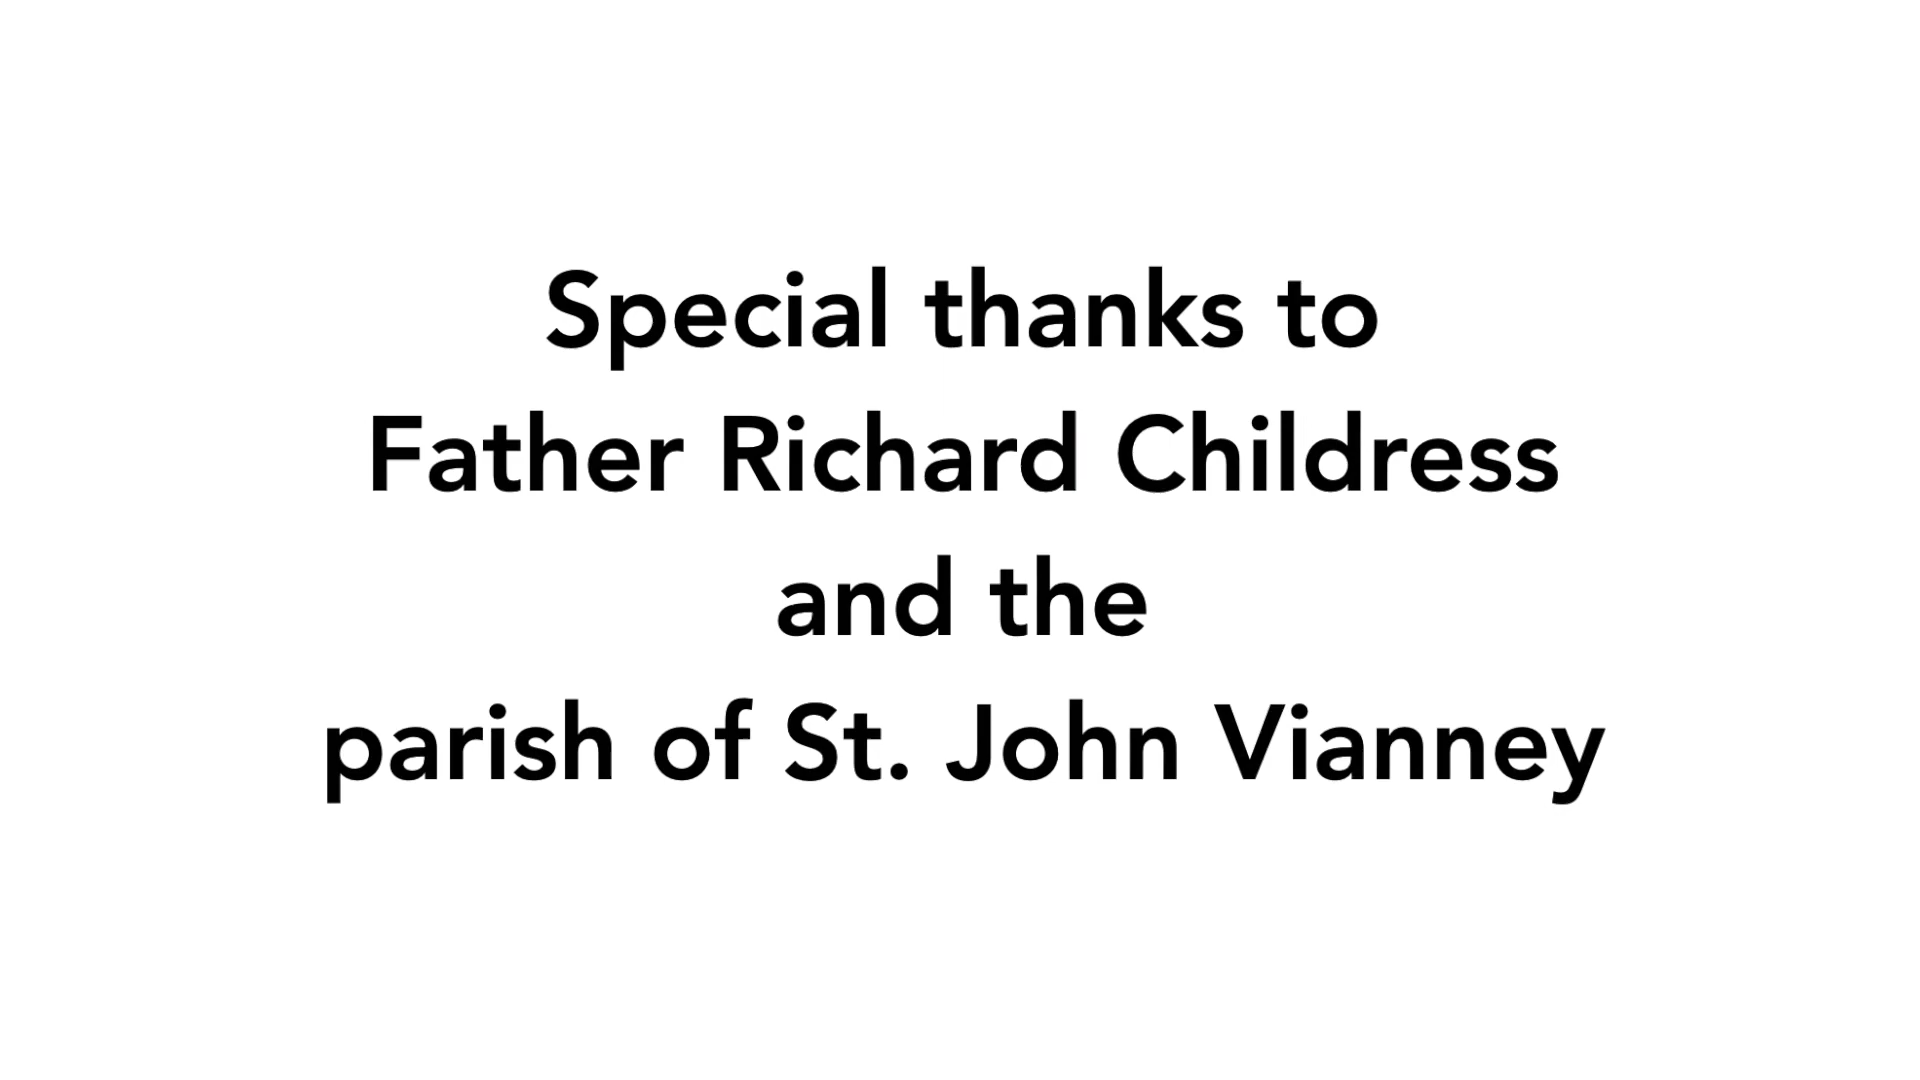 Special thanks to
Father Richard Childress
and the
parish of St. John Vianney